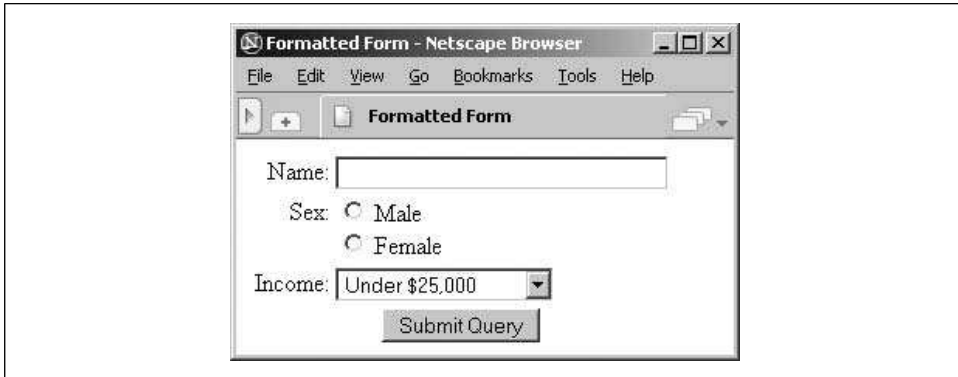 Formatted Form - Netscape Browser
File Edit View Go Bookmarks Tools Help
Formatted Form
Name:
Sex: Male
Female
Income: Under $25,000
Submit Query